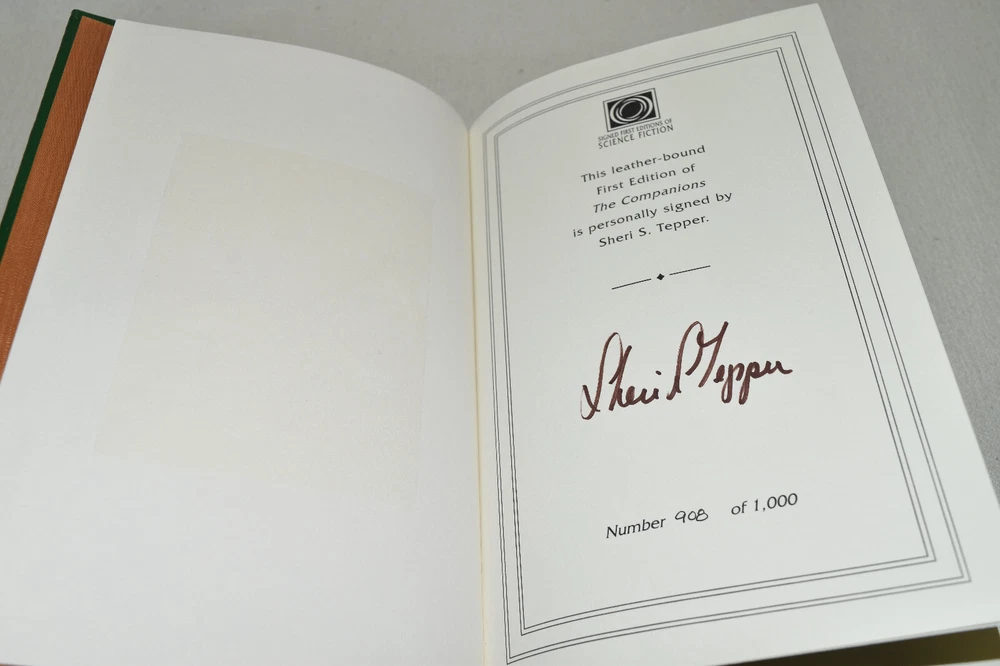 SIGNED FIRST EDITIONS OF
SCIENCE FICTION
This leather-bound
First Edition of
The Companions
is personally signed by
Sheri S. Tepper.
Sheri S Tepper
Number 908 of 1,000